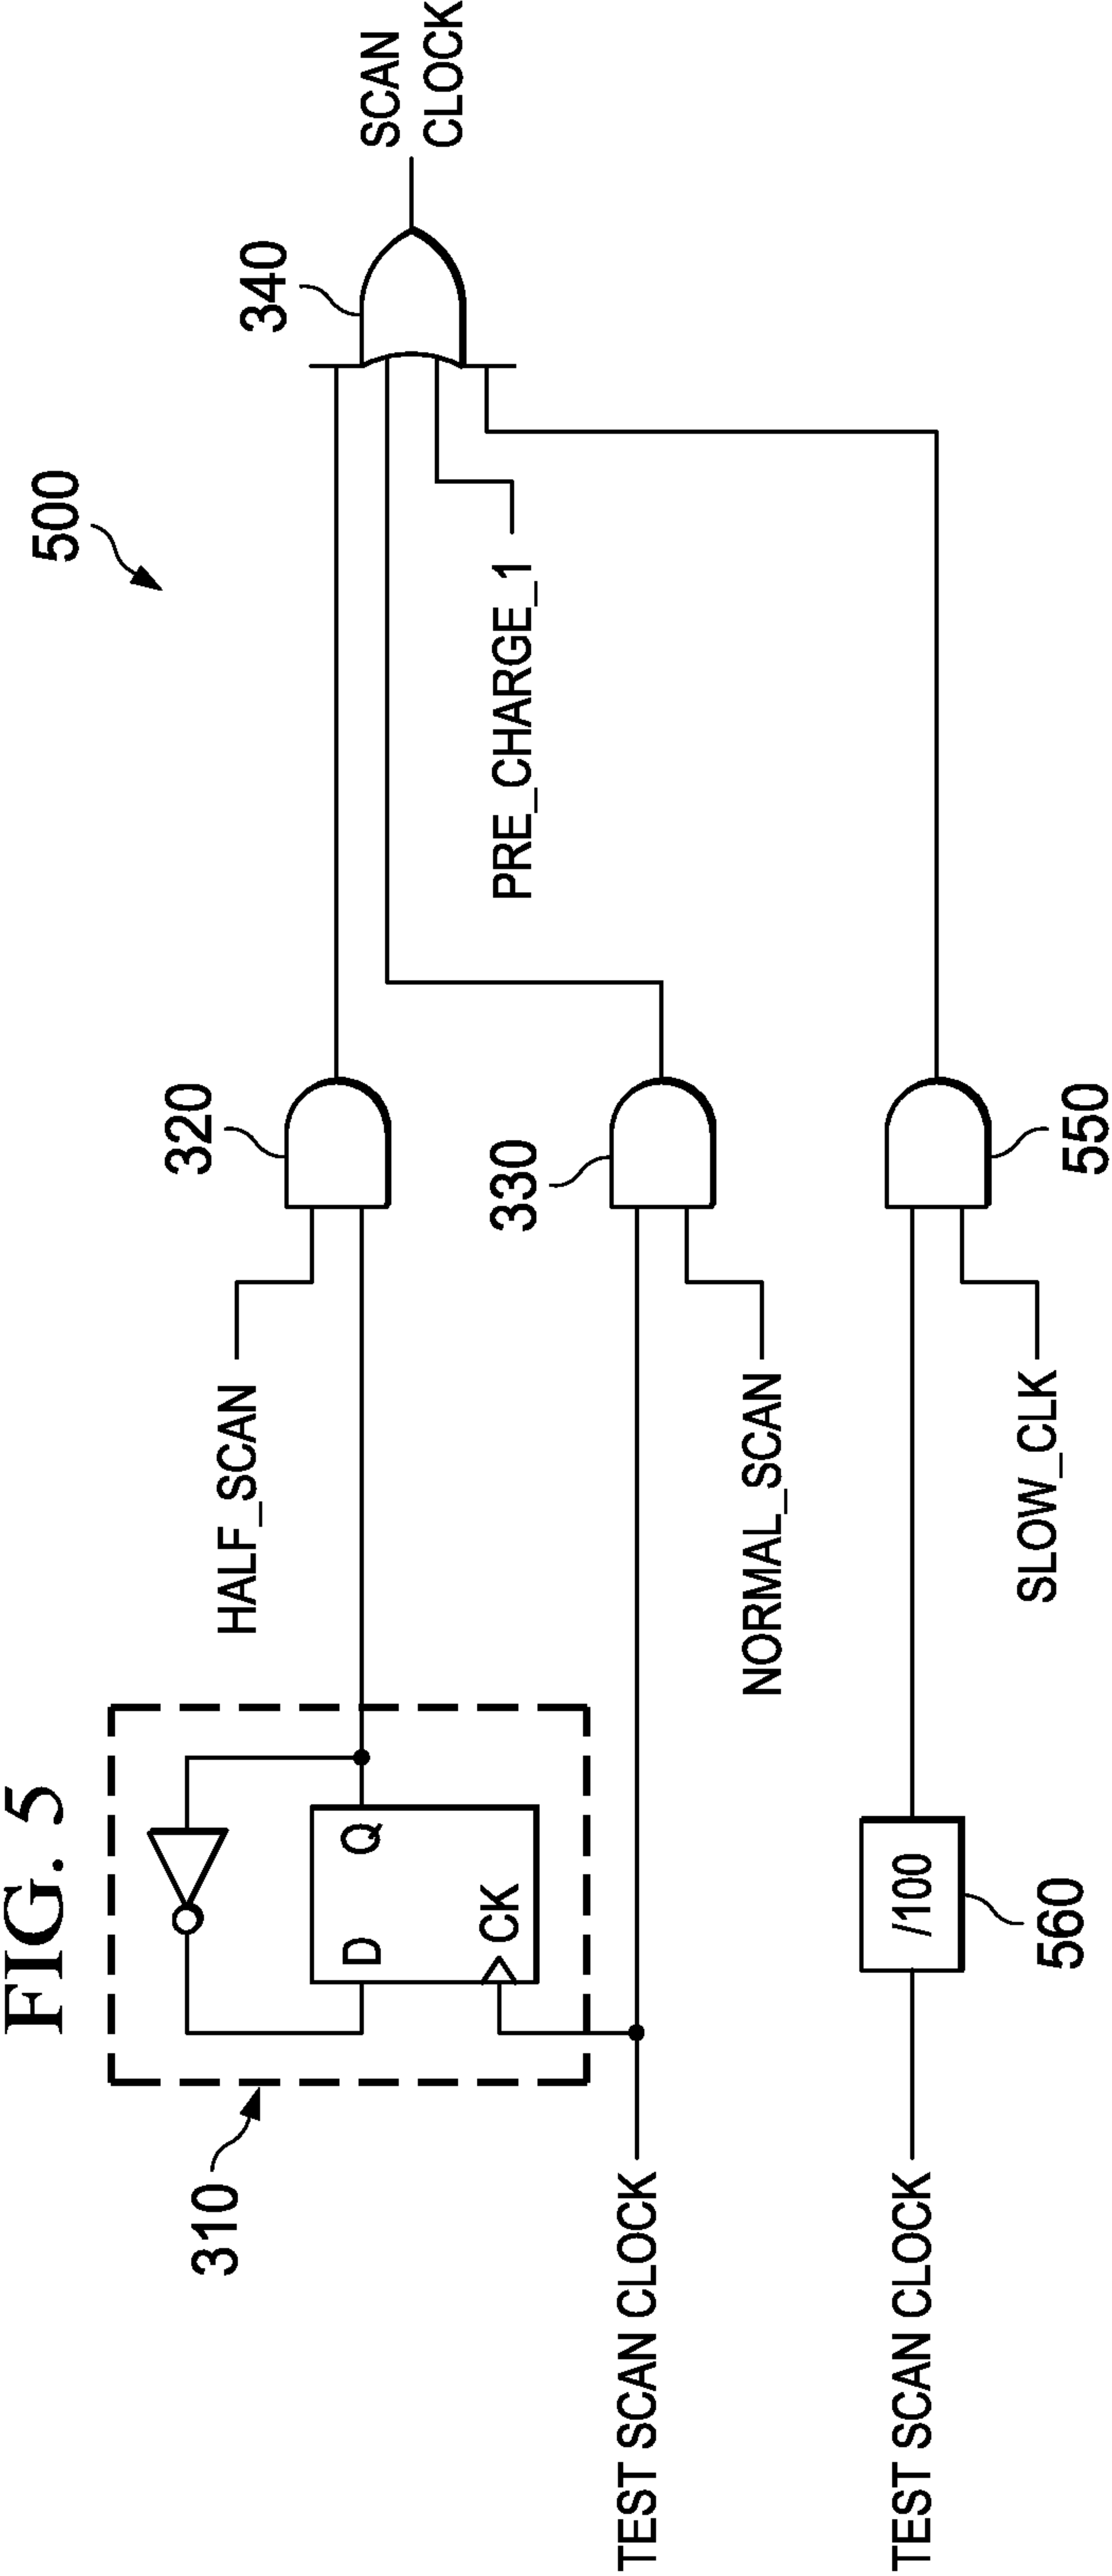 FIG. 5
500
310
D
Q
CK
HALF_SCAN
320
340
SCAN
CLOCK
TEST SCAN CLOCK
NORMAL_SCAN
330
PRE_CHARGE_1
TEST SCAN CLOCK
/100
560
SLOW_CLK
550